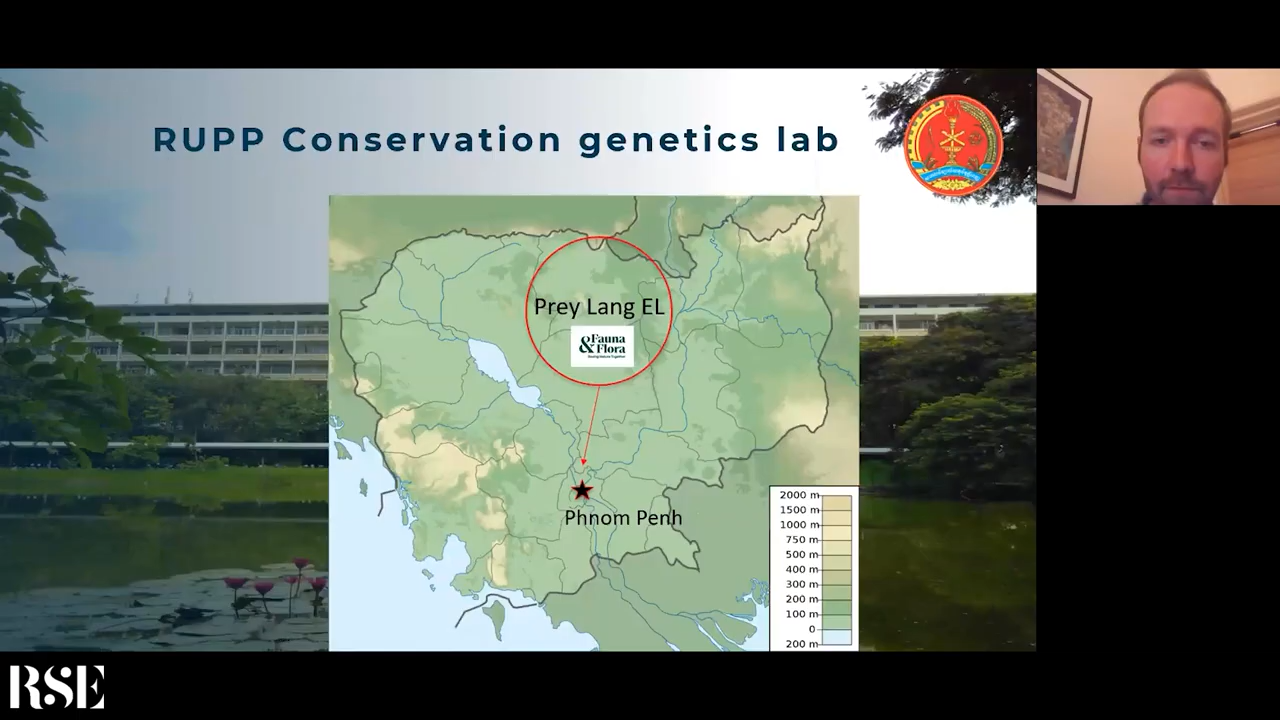 RUPP Conservation genetics lab
Prey Lang EL
Fauna
& Flora
Phnom Penh
2000 m
1500 m
1000 m
750 m
500 m
400 m
300 m
200 m
100 m
0
200 m
RSE